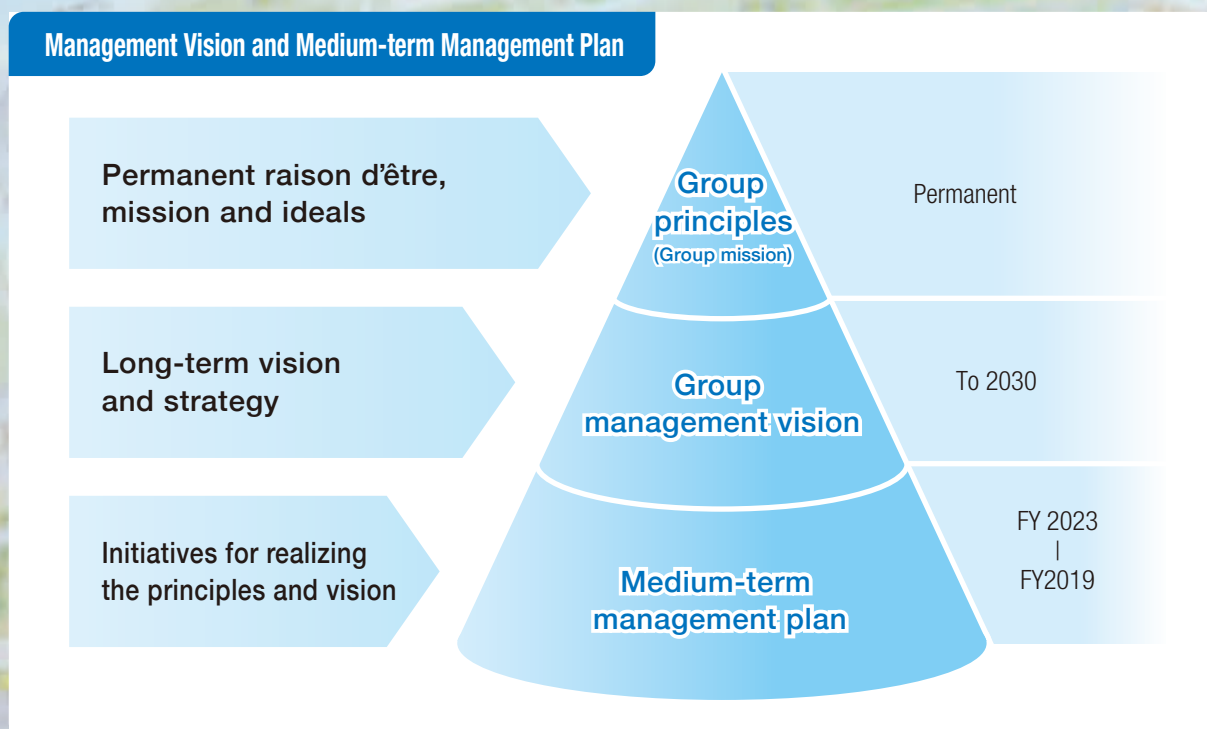 Management Vision and Medium-term Management Plan
Permanent raison d'être,
mission and ideals
Group
principles
(Group mission)
Permanent
Long-term vision
and strategy
Group
management vision
To 2030
Initiatives for realizing
the principles and vision
Medium-term
management plan
FY 2023
|
FY2019